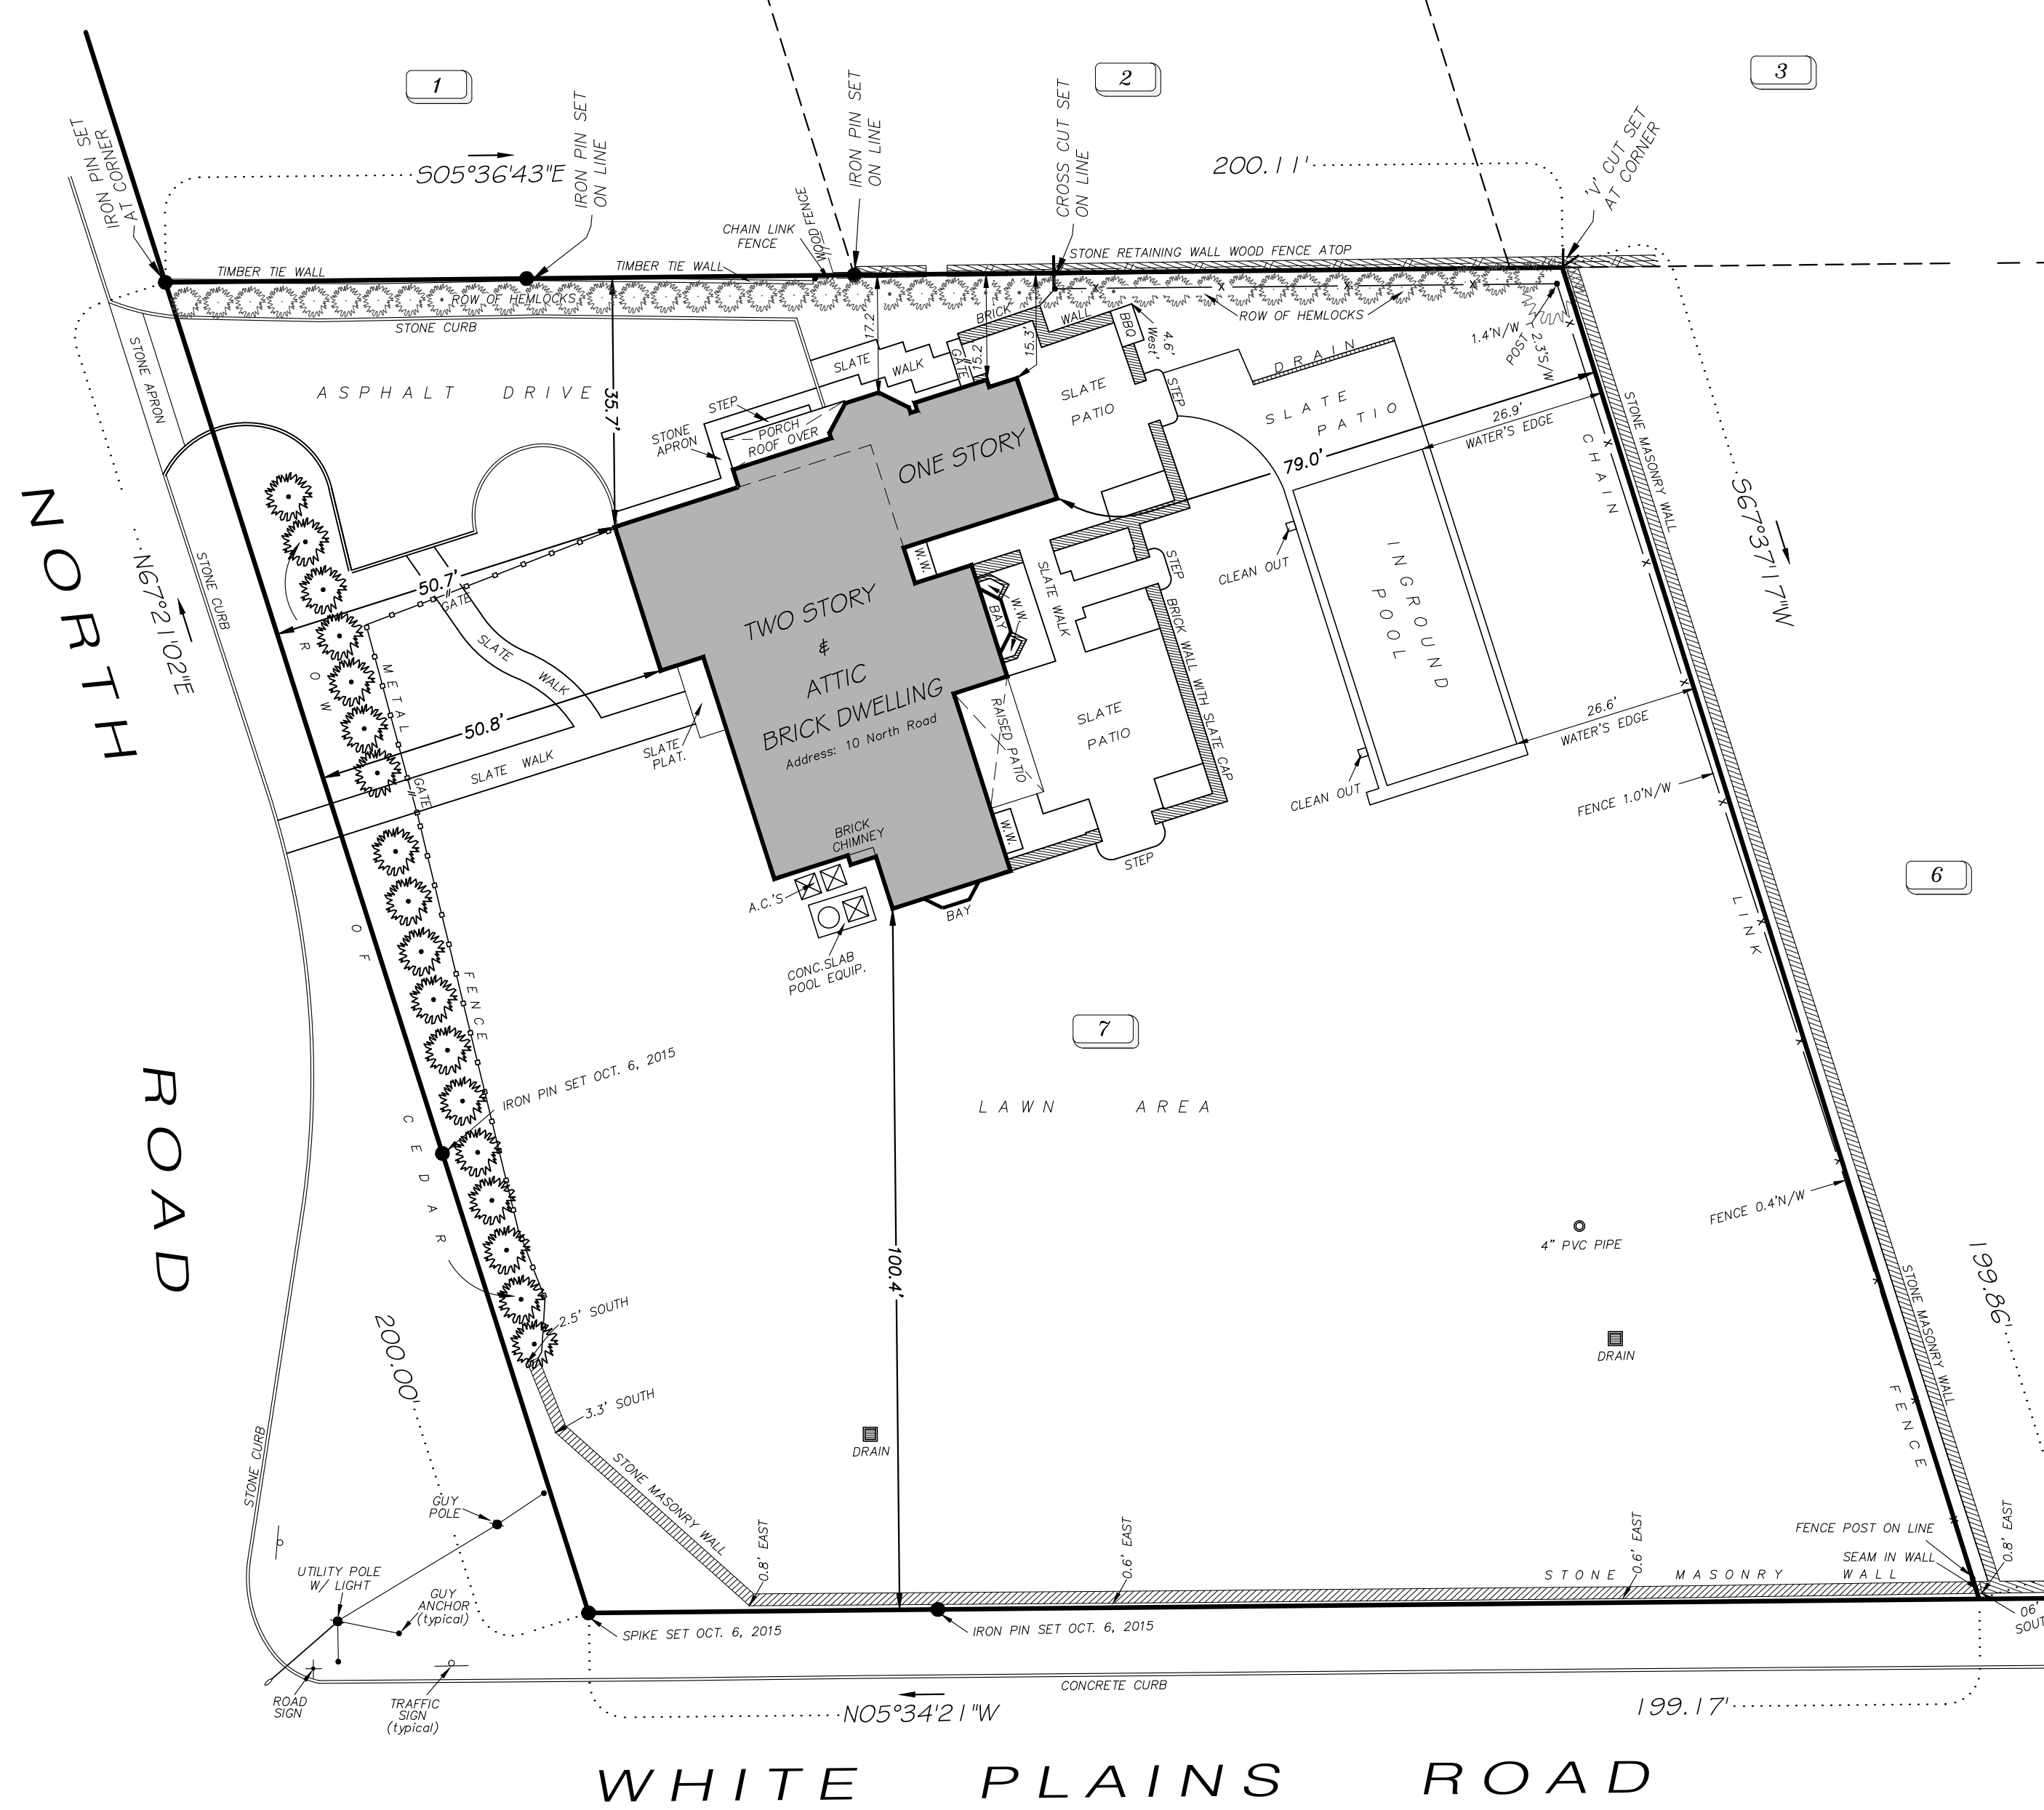 1
2
3
IRON PIN SET
AT CORNER
S05°36'43"E
IRON PIN SET
ON LINE
IRON PIN SET
ON LINE
CROSS CUT SET
ON LINE
200.11'
'V' CUT SET
AT CORNER
WOOD FENCE
CHAIN LINK
FENCE
TIMBER TIE WALL
TIMBER TIE WALL
STONE RETAINING WALL WOOD FENCE ATOP
ROW OF HEMLOCKS
ROW OF HEMLOCKS
STONE CURB
STONE APRON
ASPHALT DRIVE
35.7'
17.2'
15.2'
15.3'
BRICK
WALL
BBQ
4.6'
West'
GATE
SLATE
WALK
STEP
STONE
APRON
PORCH
ROOF OVER
SLATE
PATIO
STEP
DRAIN
SLATE
PATIO
1.4'N/W
POST
2.3'S/W
26.9'
WATER'S EDGE
79.0'
STONE MASONRY WALL
CHAIN
LINK
FENCE
S67°37'17"W
NORTH
ROAD
N67°21'02"E
STONE CURB
50.7'
GATE
SLATE
WALK
ROW
OF
CEDAR
METAL
FENCE
GATE
50.8'
SLATE WALK
SLATE
PLAT.
ONE STORY
TWO STORY
&
ATTIC
BRICK DWELLING
Address: 10 North Road
W.W.
BAY
W.W.
SLATE WALK
STEP
CLEAN OUT
INGROUND
POOL
BRICK WALL WITH SLATE CAP
RAISED PATIO
SLATE
PATIO
W.W.
STEP
CLEAN OUT
26.6'
WATER'S EDGE
FENCE 1.0'N/W
BRICK
CHIMNEY
A.C.'S
BAY
CONC.SLAB
POOL EQUIP.
6
7
IRON PIN SET OCT. 6, 2015
LAWN AREA
FENCE 0.4'N/W
4" PVC PIPE
100.4'
199.86'
STONE MASONRY WALL
2.5' SOUTH
200.00'
DRAIN
3.3' SOUTH
DRAIN
STONE CURB
STONE MASONRY WALL
GUY
POLE
UTILITY POLE
W/ LIGHT
GUY
ANCHOR
(typical)
0.8' EAST
0.6' EAST
0.6' EAST
0.8' EAST
FENCE POST ON LINE
SEAM IN WALL
STONE MASONRY WALL
SPIKE SET OCT. 6, 2015
IRON PIN SET OCT. 6, 2015
06'
ROAD
SIGN
TRAFFIC
SIGN
(typical)
CONCRETE CURB
N05°34'21"W
199.17'
WHITE PLAINS ROAD